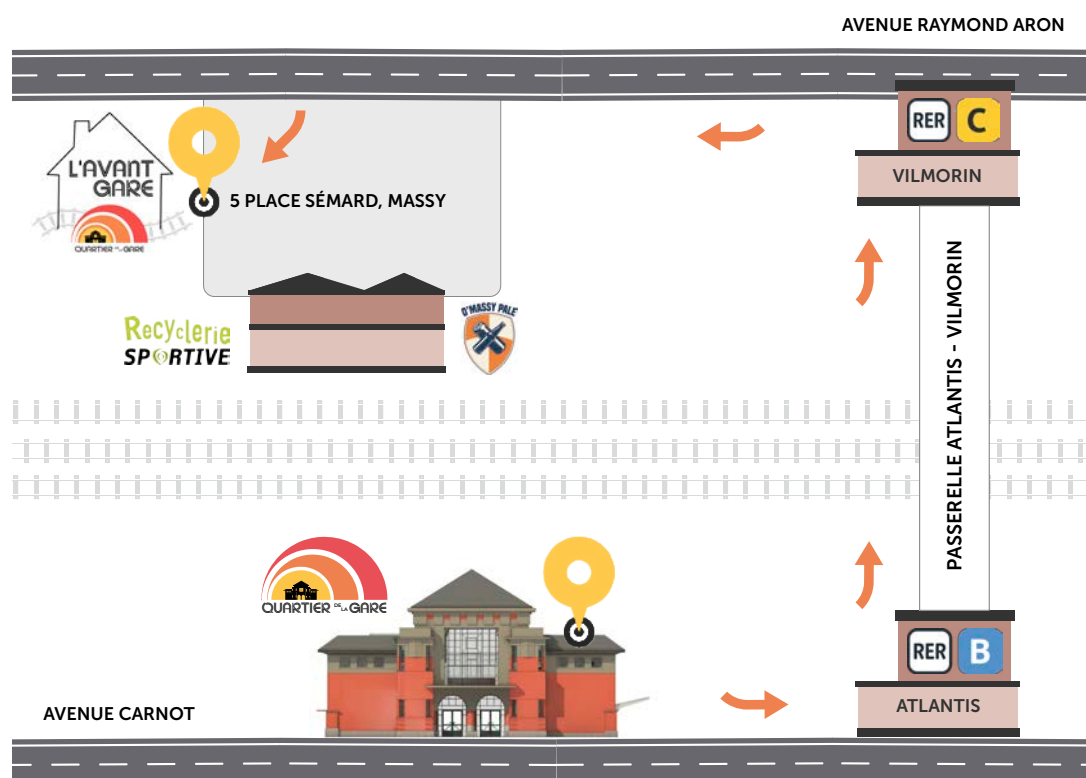 AVENUE RAYMOND ARON
RER C
VILMORIN
L'AVANT
GARE
QUARTIER DE LA GARE
5 PLACE SÉMARD, MASSY
Recyclerie
SPORTIVE
O'MASSY PALE
PASSERELLE ATLANTIS - VILMORIN
QUARTIER DE LA GARE
RER B
ATLANTIS
AVENUE CARNOT